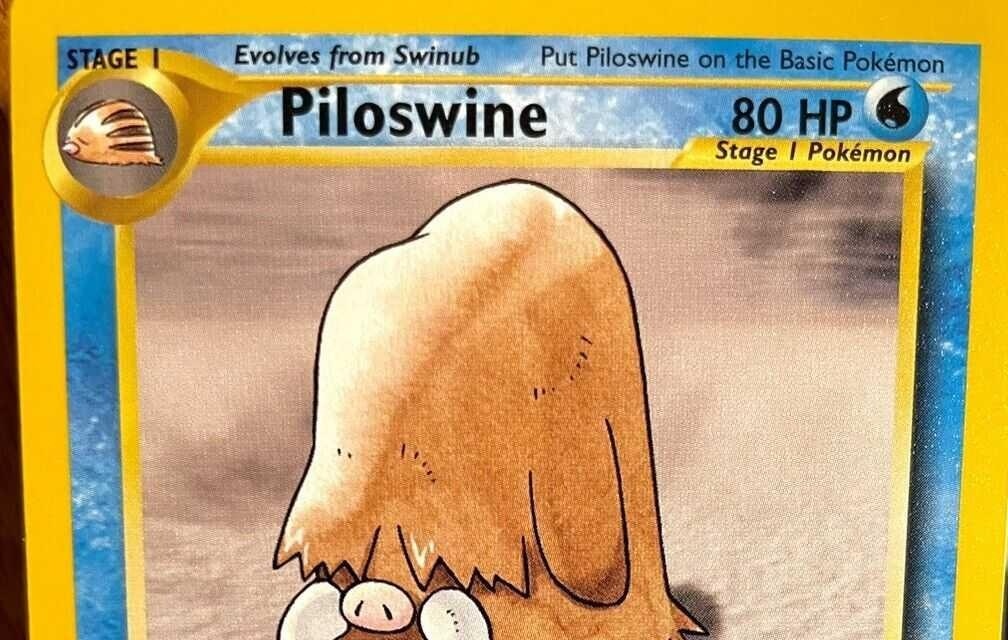 STAGE 1
Evolves from Swinub
Put Piloswine on the Basic Pokémon
Piloswine
80 HP
Stage 1 Pokémon